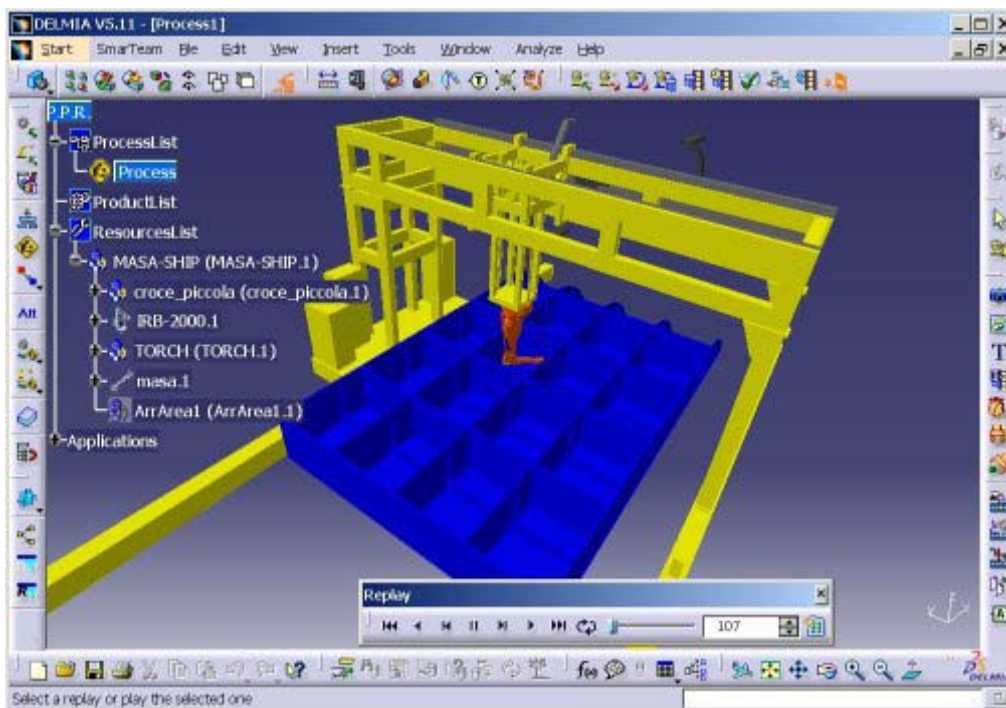 DELMIA V5.11 - [Process1]
Start SmarTeam File Edit View Insert Tools Window Analyze Help
P.P.R.
ProcessList
Process
ProductList
ResourcesList
MASA-SHIP (MASA-SHIP.1)
croce_piccola (croce_piccola.1)
IRB-2000.1
TORCH (TORCH.1)
masa.1
ArrArea1 (ArrArea1.1)
Applications
Att
T
Replay
107
Select a replay or play the selected one